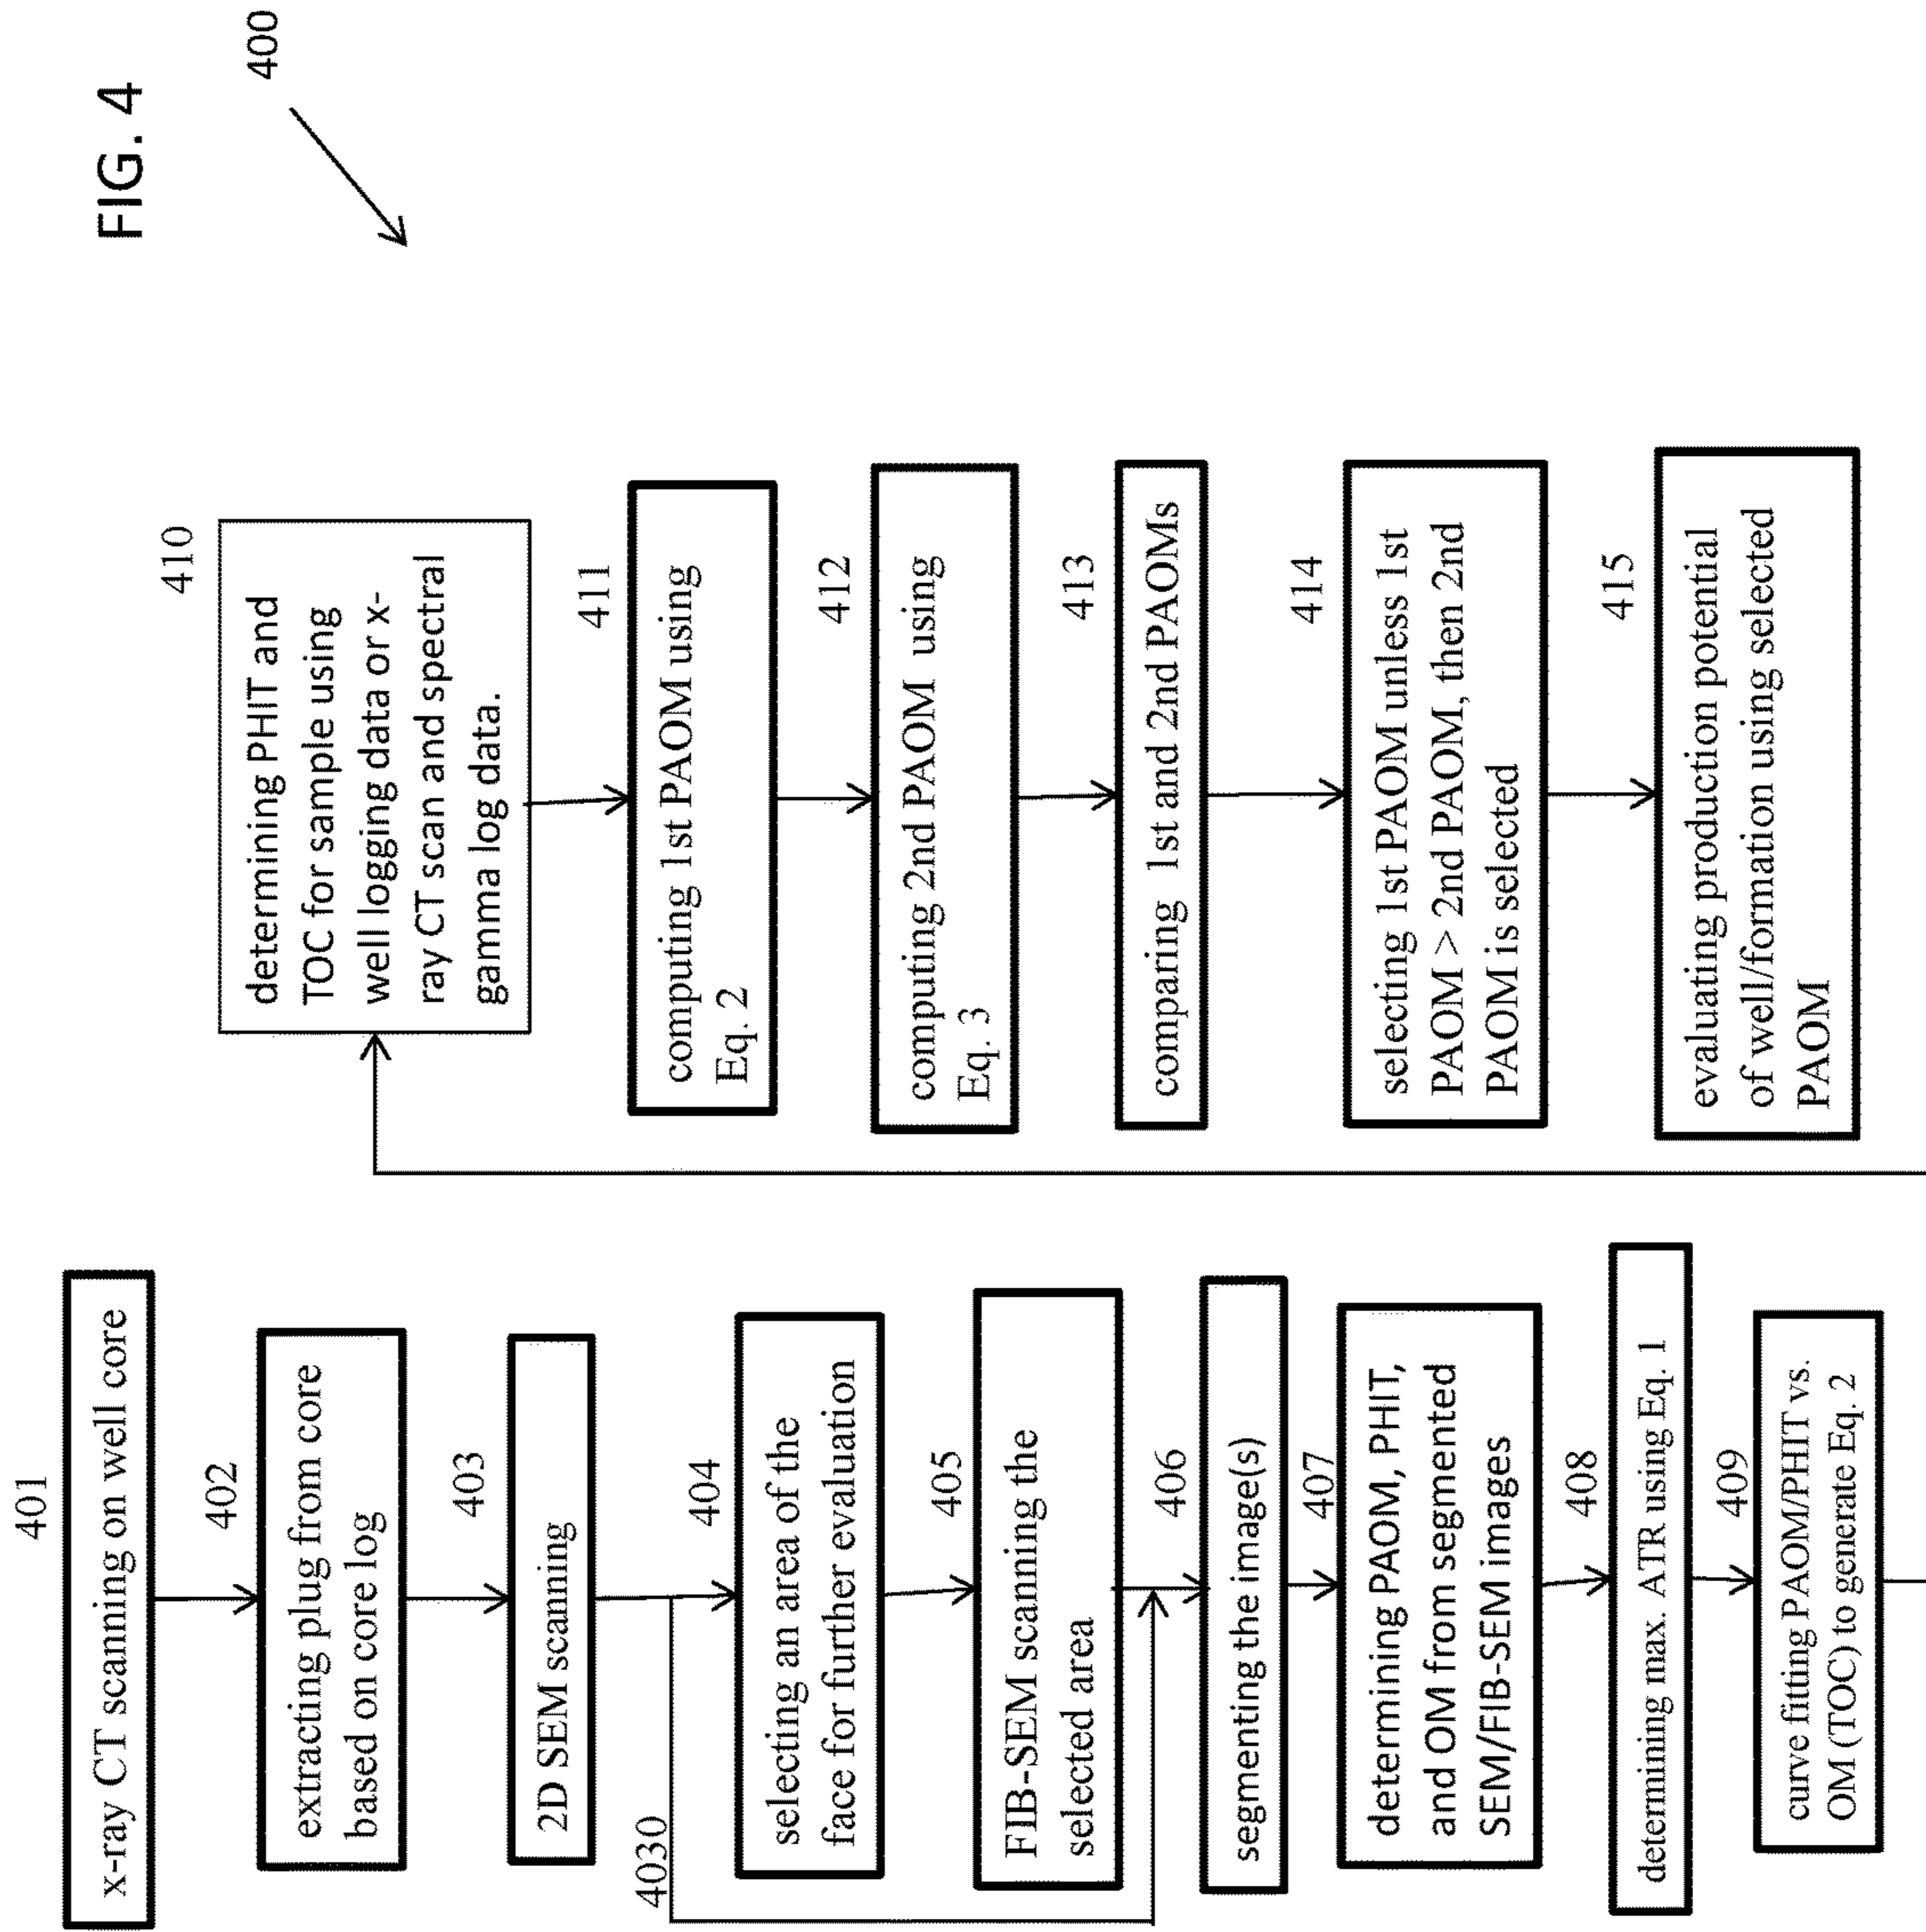 FIG. 4
400
401
x-ray CT scanning on well core
402
extracting plug from core
based on core log
403
2D SEM scanning
4030
404
selecting an area of the
face for further evaluation
405
FIB-SEM scanning the
selected area
406
segmenting the image(s)
407
determining PAOM, PHIT,
and OM from segmented
SEM/FIB-SEM images
408
determining max. ATR using Eq. 1
409
curve fitting PAOM/PHIT vs.
OM (TOC) to generate Eq. 2
410
determining PHIT and
TOC for sample using
well logging data or x-
ray CT scan and spectral
gamma log data.
411
computing 1st PAOM using
Eq. 2
412
computing 2nd PAOM using
Eq. 3
413
comparing 1st and 2nd PAOMs
414
selecting 1st PAOM unless 1st
PAOM > 2nd PAOM, then 2nd
PAOM is selected
415
evaluating production potential
of well/formation using selected
PAOM